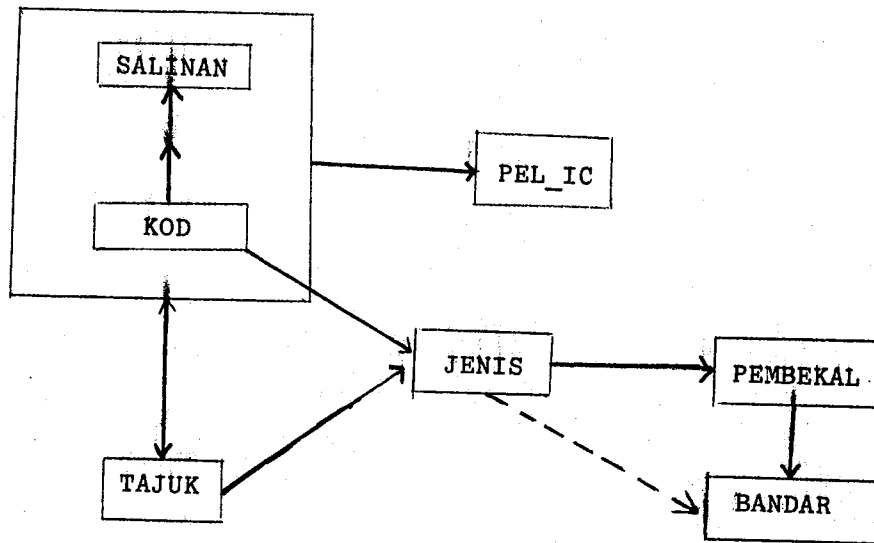 SALINAN
PEL_IC
KOD
JENIS
PEMBEKAL
TAJUK
BANDAR